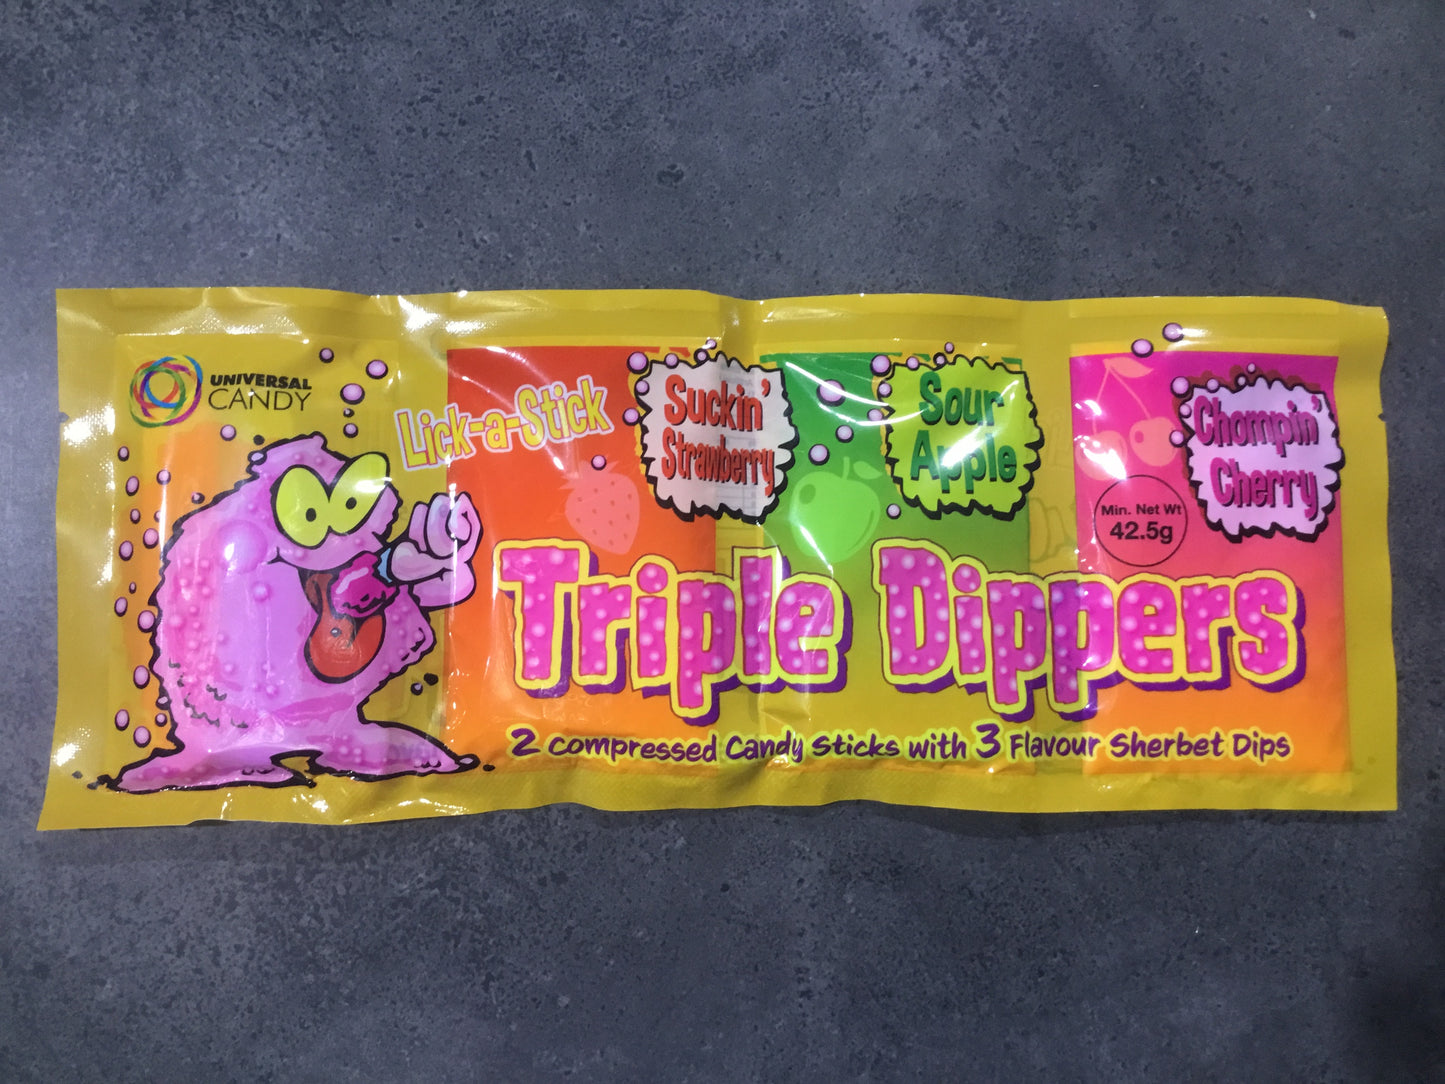 UNIVERSAL
CANDY
Lick-a-Stick
Suckin'
Strawberry
Sour
Apple
Chompin'
Cherry
Min. Net Wt
42.5g
Triple Dippers
2 compressed Candy Sticks with 3 Flavour Sherbet Dips